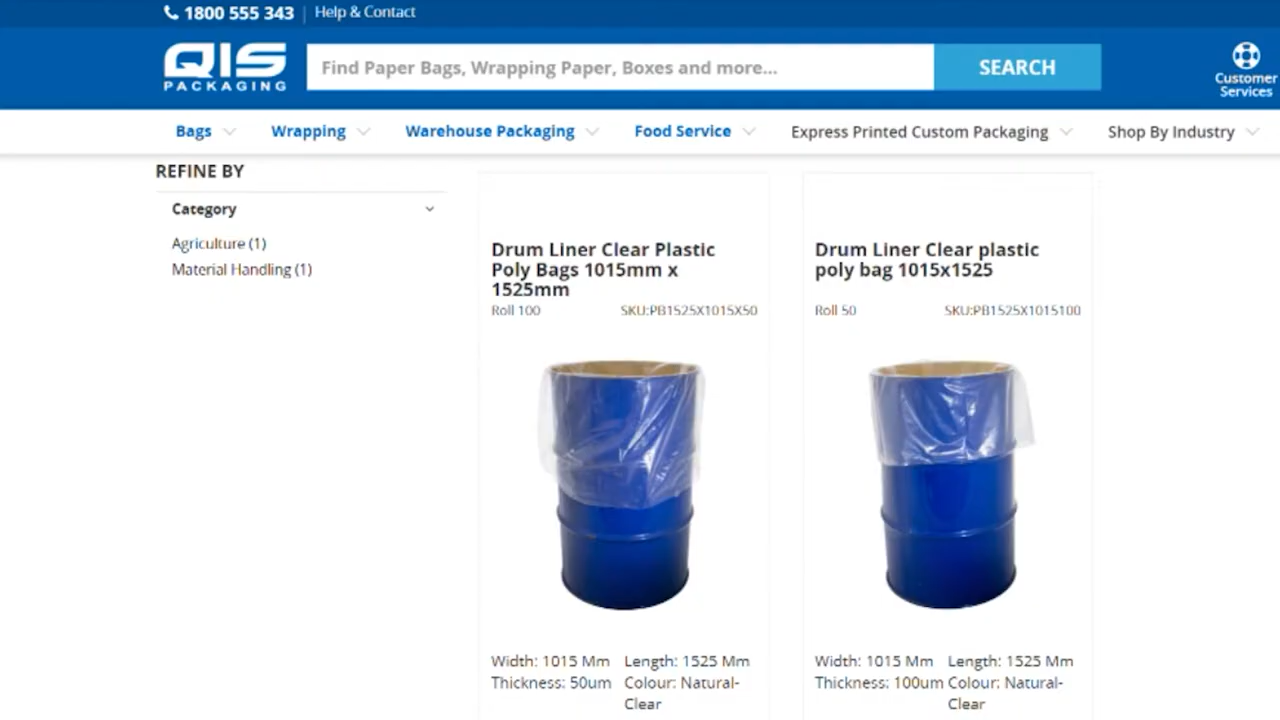 1800 555 343 Help & Contact
QIS
PACKAGING
Find Paper Bags, Wrapping Paper, Boxes and more...
SEARCH
Customer
Services
Bags Wrapping Warehouse Packaging Food Service Express Printed Custom Packaging Shop By Industry
REFINE BY
Category
Agriculture (1)
Material Handling (1)
Drum Liner Clear Plastic
Poly Bags 1015mm x
1525mm
Roll 100 SKU:PB1525X1015X50
Width: 1015 Mm Length: 1525 Mm
Thickness: 50um Colour: Natural-
Clear
Drum Liner Clear plastic
poly bag 1015x1525
Roll 50 SKU:PB1525X1015100
Width: 1015 Mm Length: 1525 Mm
Thickness: 100um Colour: Natural-
Clear